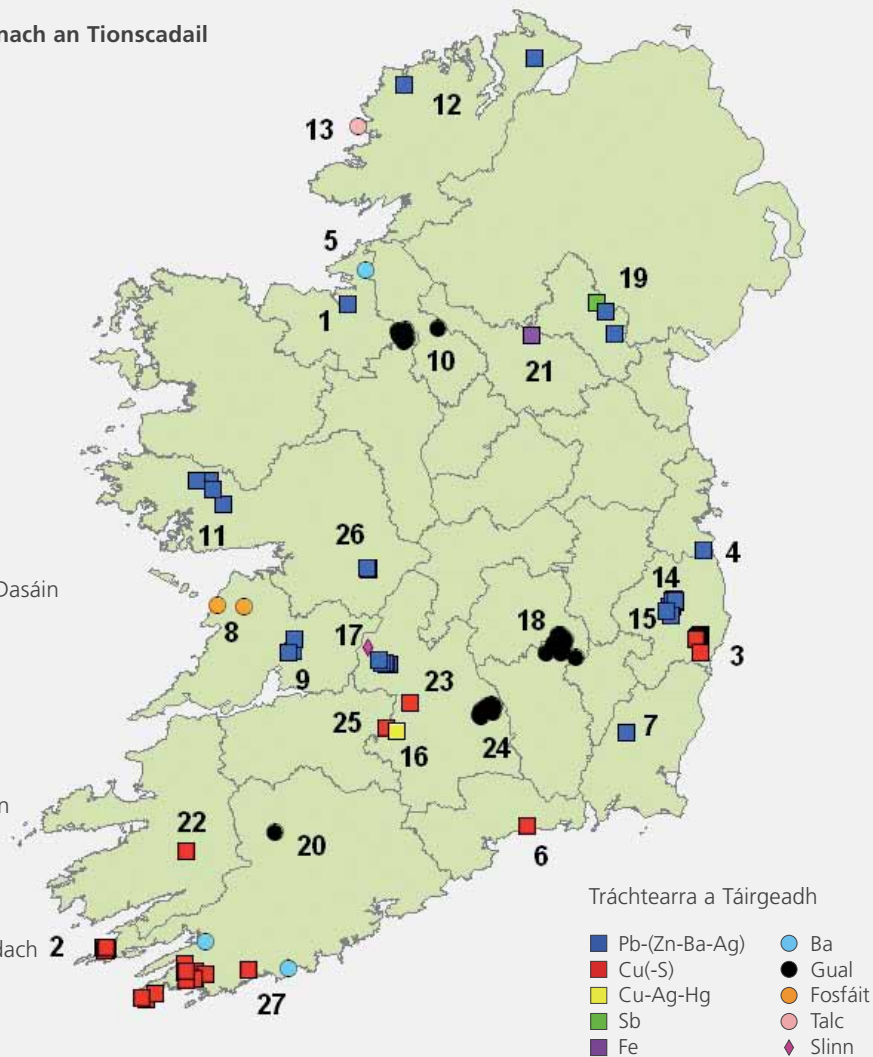 nach an Tionscadail
12
13
5
19
1
10
21
11
26
4
14
Dasáin
8
17
18
15
9
3
23
25
7
16
24
n
22
20
6
Tráchtearra a Táirgeadh
dach
2
27
Pb-(Zn-Ba-Ag)
Ba
Cu(-S)
Gual
Cu-Ag-Hg
Fosfáit
Sb
Talc
Fe
Slinn